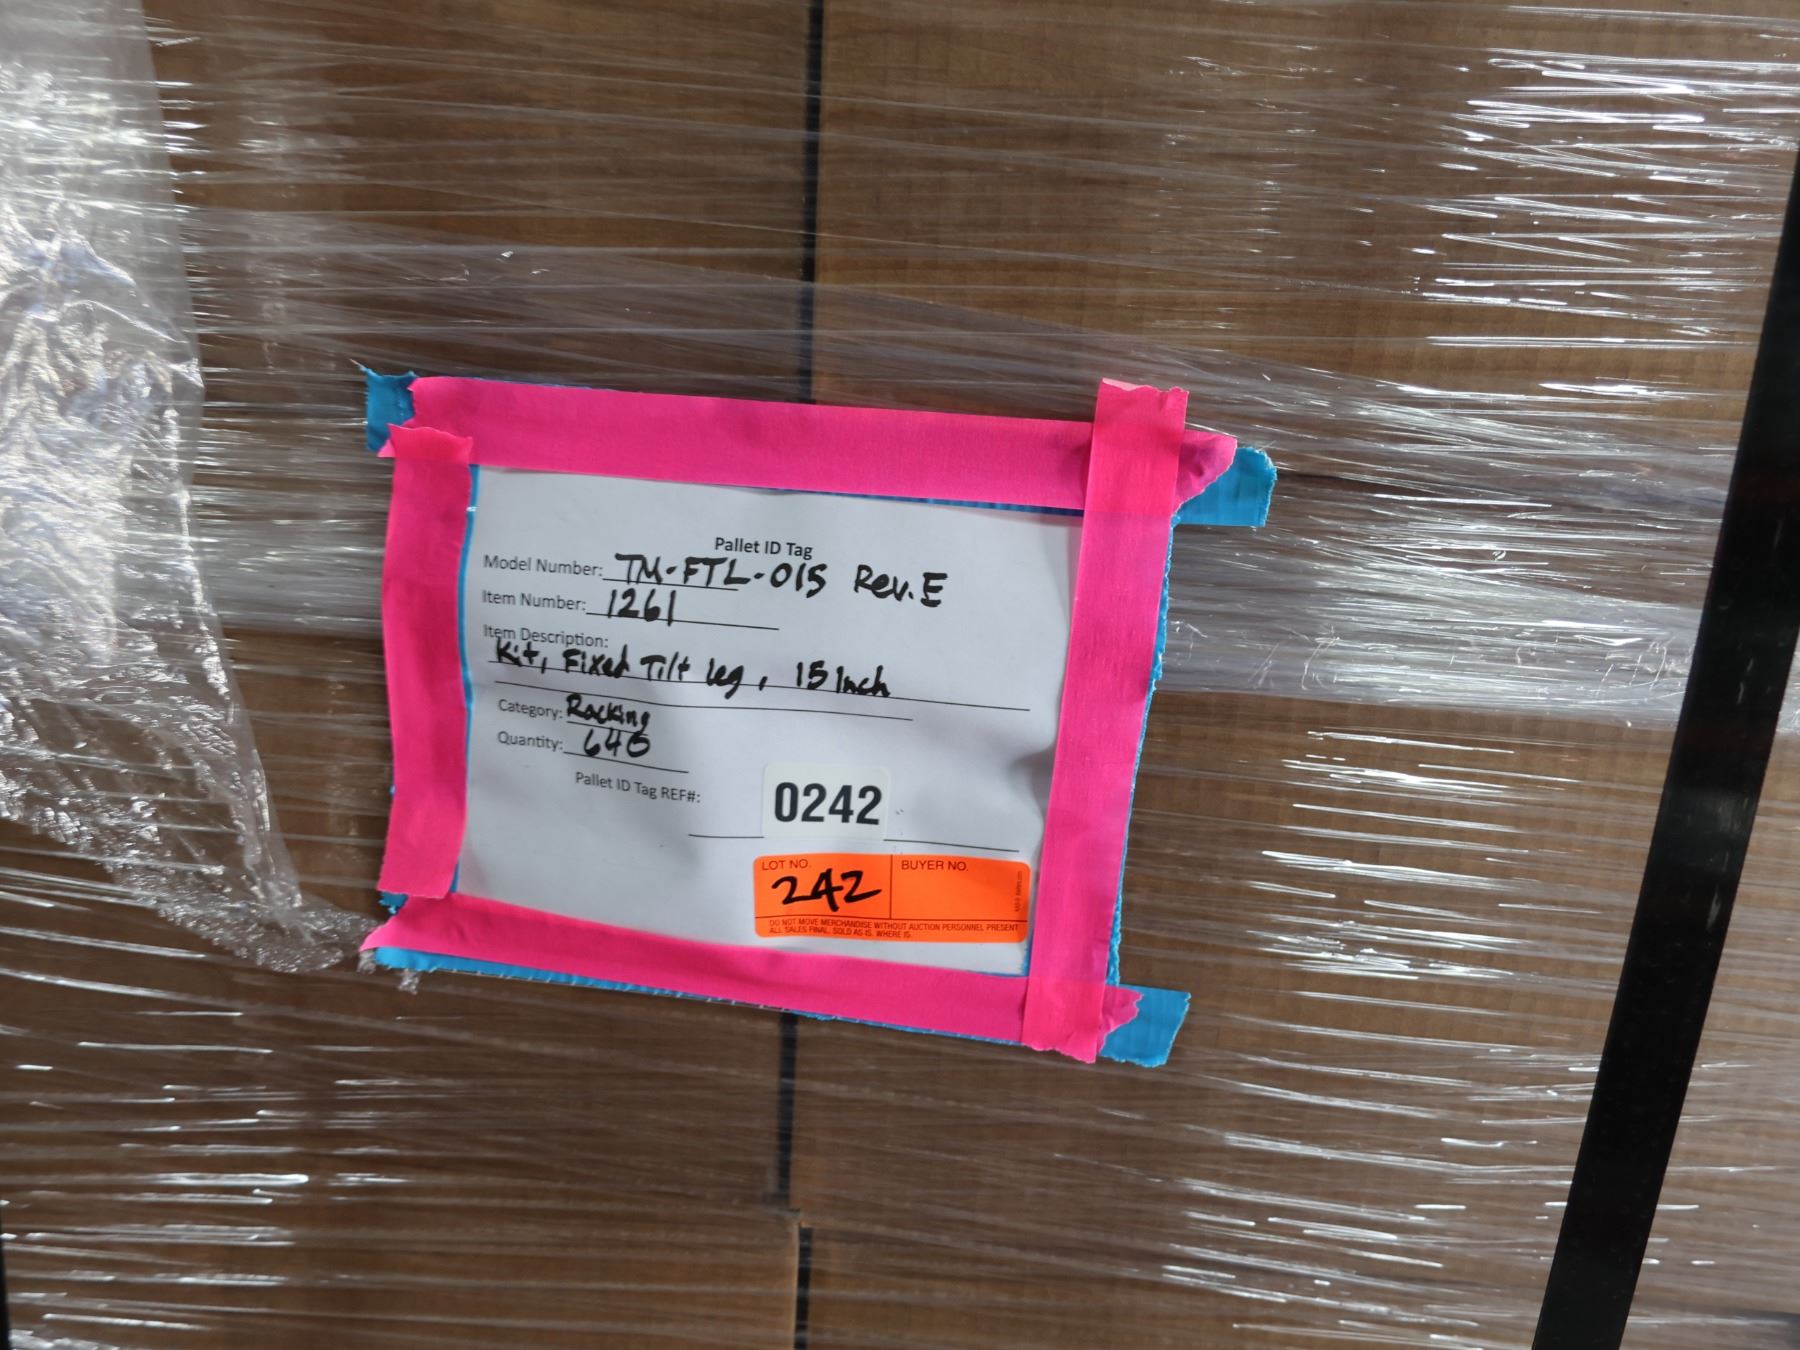 Pallet ID Tag
Model Number: TM-FTL-015 Rev.E
Item Number: 1261
Item Description:
Kit, Fixed Tilt leg, 15 Inch
Category: Racking
Quantity: 640
Pallet ID Tag REF#: 0242
LOT NO. 242 BUYER NO.
DO NOT MOVE MERCHANDISE WITHOUT AUCTION PERSONNEL PRESENT
ALL SALES FINAL. SOLD AS IS. WHERE IS.